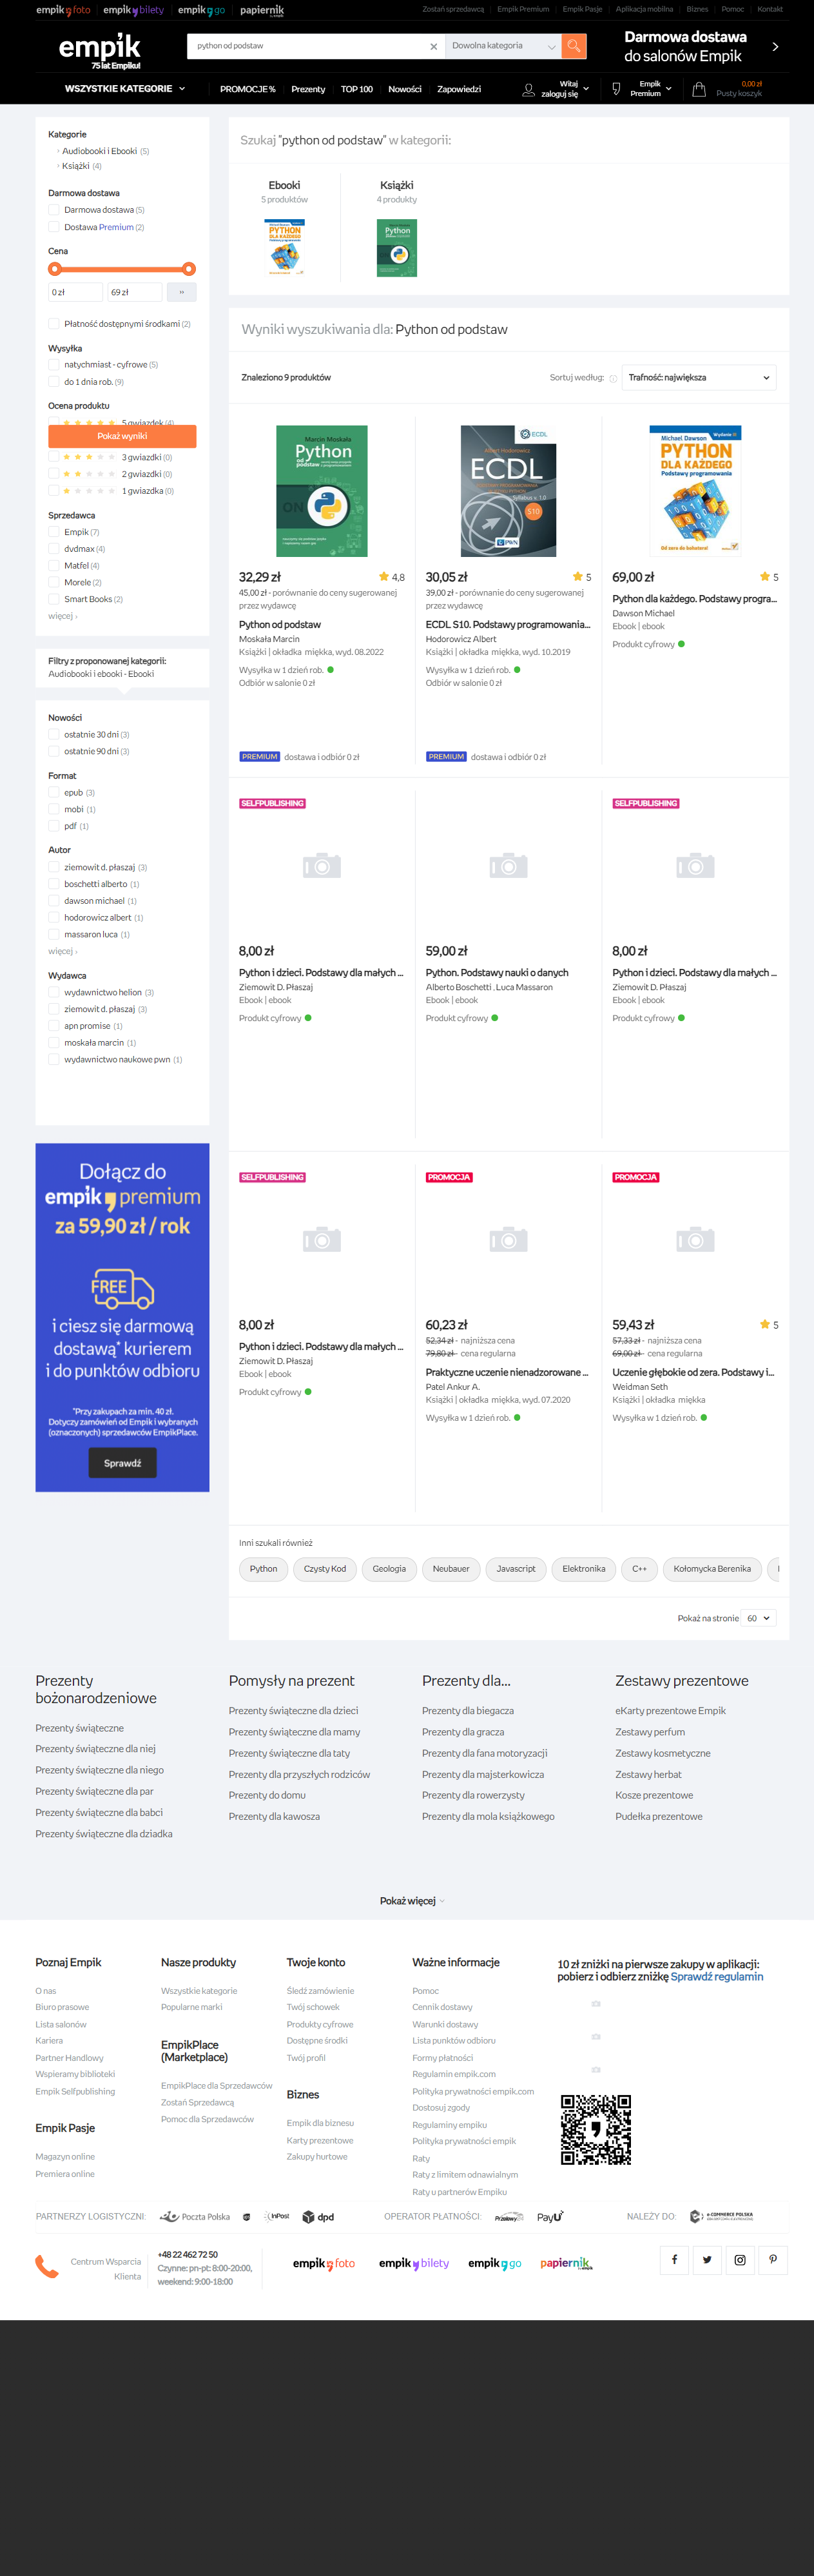 empik foto
empik bilety
empik go
papiernik
by empik
Zostań sprzedawcą
Empik Premium
Empik Pasje
Aplikacja mobilna
Biznes
Pomoc
Kontakt
empik
75 lat Empiku!
python od podstaw
Dowolna kategoria
Darmowa dostawa
do salonów Empik
WSZYSTKIE KATEGORIE
PROMOCJE %
Prezenty
TOP 100
Nowości
Zapowiedzi
Witaj
zaloguj się
Empik
Premium
0,00 zł
Pusty koszyk
Kategorie
Audiobooki i Ebooki (5)
Książki (4)
Darmowa dostawa
Darmowa dostawa (5)
Dostawa Premium (2)
Cena
0 zł
69 zł
Płatność dostępnymi środkami (2)
Wysyłka
natychmiast - cyfrowe (5)
do 1 dnia rob. (9)
Ocena produktu
5 gwiazdek (4)
Pokaż wyniki
3 gwiazdki (0)
2 gwiazdki (0)
1 gwiazdka (0)
Sprzedawca
Empik (7)
dvdmax (4)
Matfel (4)
Morele (2)
Smart Books (2)
więcej ›
Filtry z proponowanej kategorii:
Audiobooki i ebooki - Ebooki
Nowości
ostatnie 30 dni (3)
ostatnie 90 dni (3)
Format
epub (3)
mobi (1)
pdf (1)
Autor
ziemowit d. płaszaj (3)
boschetti alberto (1)
dawson michael (1)
hodorowicz albert (1)
massaron luca (1)
więcej ›
Wydawca
wydawnictwo helion (3)
ziemowit d. płaszaj (3)
apn promise (1)
moskała marcin (1)
wydawnictwo naukowe pwn (1)
Dołącz do
empik premium
za 59,90 zł / rok
FREE
i ciesz się darmową
dostawą* kurierem
i do punktów odbioru
*Przy zakupach za min. 40 zł.
Dotyczy zamówień od Empik i wybranych
(oznaczonych) sprzedawców EmpikPlace.
Sprawdź
Szukaj "python od podstaw" w kategorii:
Ebooki
5 produktów
Książki
4 produkty
Wyniki wyszukiwania dla: Python od podstaw
Znaleziono 9 produktów
Sortuj według:
Trafność: największa
Marcin Moskała
Python
od podstaw
ECDL
Albert Hodorowicz
ECDL
Syllabus v. 1.0
S10
PWN
Michael Dawson
Wydanie III
PYTHON
DLA KAŻDEGO
Podstawy programowania
Od zera do bohatera!
32,29 zł
4,8
45,00 zł - porównanie do ceny sugerowanej
przez wydawcę
Python od podstaw
Moskała Marcin
Książki | okładka miękka, wyd. 08.2022
Wysyłka w 1 dzień rob.
Odbiór w salonie 0 zł
PREMIUM dostawa i odbiór 0 zł
30,05 zł
5
39,00 zł - porównanie do ceny sugerowanej
przez wydawcę
ECDL S10. Podstawy programowania...
Hodorowicz Albert
Książki | okładka miękka, wyd. 10.2019
Wysyłka w 1 dzień rob.
Odbiór w salonie 0 zł
PREMIUM dostawa i odbiór 0 zł
69,00 zł
5
Python dla każdego. Podstawy progra...
Dawson Michael
Ebook | ebook
Produkt cyfrowy
SELFPUBLISHING
8,00 zł
Python i dzieci. Podstawy dla małych ...
Ziemowit D. Płaszaj
Ebook | ebook
Produkt cyfrowy
59,00 zł
Python. Podstawy nauki o danych
Alberto Boschetti , Luca Massaron
Ebook | ebook
Produkt cyfrowy
SELFPUBLISHING
8,00 zł
Python i dzieci. Podstawy dla małych ...
Ziemowit D. Płaszaj
Ebook | ebook
Produkt cyfrowy
SELFPUBLISHING
8,00 zł
Python i dzieci. Podstawy dla małych ...
Ziemowit D. Płaszaj
Ebook | ebook
Produkt cyfrowy
PROMOCJA
60,23 zł
52,34 zł - najniższa cena
79,80 zł - cena regularna
Praktyczne uczenie nienadzorowane ...
Patel Ankur A.
Książki | okładka miękka, wyd. 07.2020
Wysyłka w 1 dzień rob.
PROMOCJA
59,43 zł
5
57,33 zł - najniższa cena
69,00 zł - cena regularna
Uczenie głębokie od zera. Podstawy i...
Weidman Seth
Książki | okładka miękka
Wysyłka w 1 dzień rob.
Inni szukali również
Python
Czysty Kod
Geologia
Neubauer
Javascript
Elektronika
C++
Kołomycka Berenika
Pokaż na stronie 60
Prezenty
bożonarodzeniowe
Prezenty świąteczne
Prezenty świąteczne dla niej
Prezenty świąteczne dla niego
Prezenty świąteczne dla par
Prezenty świąteczne dla babci
Prezenty świąteczne dla dziadka
Pomysły na prezent
Prezenty świąteczne dla dzieci
Prezenty świąteczne dla mamy
Prezenty świąteczne dla taty
Prezenty dla przyszłych rodziców
Prezenty do domu
Prezenty dla kawosza
Prezenty dla...
Prezenty dla biegacza
Prezenty dla gracza
Prezenty dla fana motoryzacji
Prezenty dla majsterkowicza
Prezenty dla rowerzysty
Prezenty dla mola książkowego
Zestawy prezentowe
eKarty prezentowe Empik
Zestawy perfum
Zestawy kosmetyczne
Zestawy herbat
Kosze prezentowe
Pudełka prezentowe
Pokaż więcej
Poznaj Empik
O nas
Biuro prasowe
Lista salonów
Kariera
Partner Handlowy
Wspieramy biblioteki
Empik Selfpublishing
Empik Pasje
Magazyn online
Premiera online
Nasze produkty
Wszystkie kategorie
Popularne marki
EmpikPlace
(Marketplace)
EmpikPlace dla Sprzedawców
Zostań Sprzedawcą
Pomoc dla Sprzedawców
Twoje konto
Śledź zamówienie
Twój schowek
Produkty cyfrowe
Dostępne środki
Twój profil
Biznes
Empik dla biznesu
Karty prezentowe
Zakupy hurtowe
Ważne informacje
Pomoc
Cennik dostawy
Warunki dostawy
Lista punktów odbioru
Formy płatności
Regulamin empik.com
Polityka prywatności empik.com
Dostosuj zgody
Regulaminy empiku
Polityka prywatności empik
Raty
Raty z limitem odnawialnym
Raty u partnerów Empiku
10 zł zniżki na pierwsze zakupy w aplikacji:
pobierz i odbierz zniżkę Sprawdź regulamin
PARTNERZY LOGISTYCZNI:
Poczta Polska
InPost
dpd
OPERATOR PŁATNOŚCI:
Przelewy24
PayU
NALEŻY DO:
e-COMMERCE POLSKA
Centrum Wsparcia
Klienta
+48 22 462 72 50
Czynne: pn-pt: 8:00-20:00,
weekend: 9:00-18:00
empik foto
empik bilety
empik go
papiernik
by empik